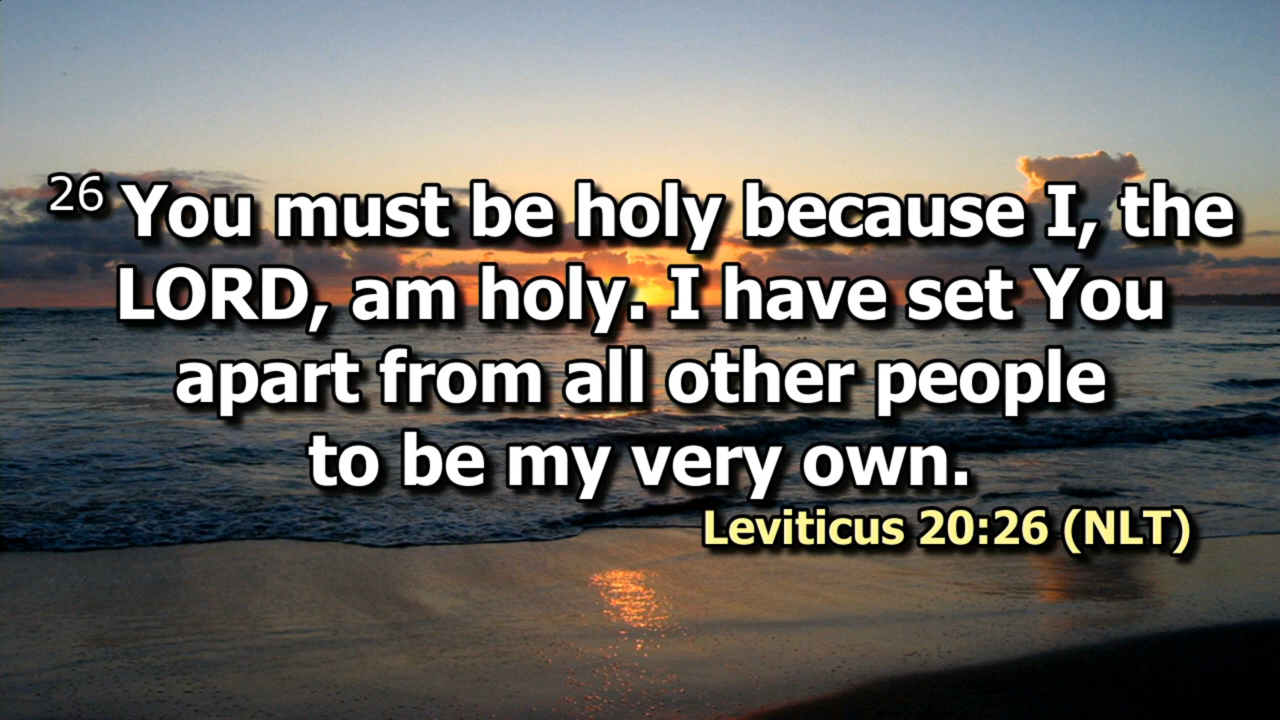 26 You must be holy because I, the
LORD, am holy. I have set You
apart from all other people
to be my very own.
Leviticus 20:26 (NLT)